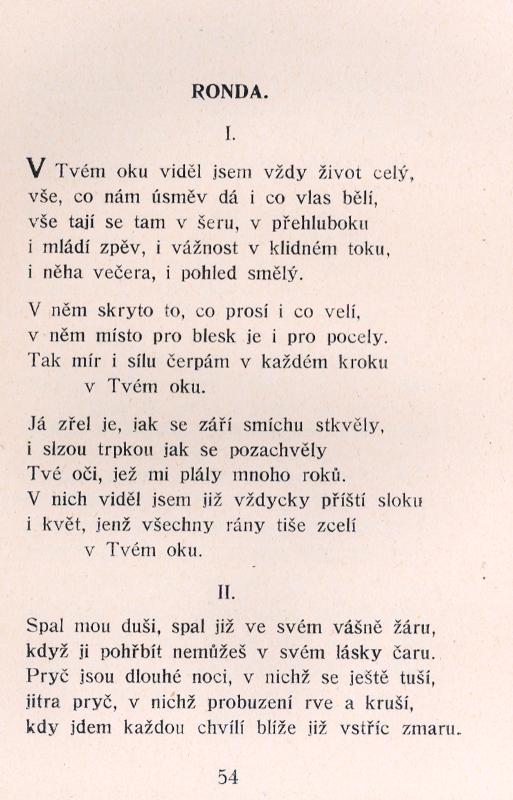 RONDA.
I.
V Tvém oku viděl jsem vždy život celý,
vše, co nám úsměv dá i co vlas bělí,
vše tají se tam v šeru, v přehluboku
i mládí zpěv, i vážnost v klidném toku,
i něha večera, i pohled smělý.
V něm skryto to, co prosí i co velí,
v něm místo pro blesk je i pro pocely.
Tak mír i sílu čerpám v každém kroku
v Tvém oku.
Já zřel je, jak se září smíchu stkvěly,
i slzou trpkou jak se pozachvěly
Tvé oči, jež mi plály mnoho roků.
V nich viděl jsem již vždycky příští sloku
i květ, jenž všechny rány tiše zcelí
v Tvém oku.
II.
Spal mou duši, spal již ve svém vášně žáru,
když ji pohřbít nemůžeš v svém lásky čaru.
Pryč jsou dlouhé noci, v nichž se ještě tuší,
jitra pryč, v nichž probuzení rve a kruší,
kdy jdem každou chvílí blíže již vstříc zmaru.
54